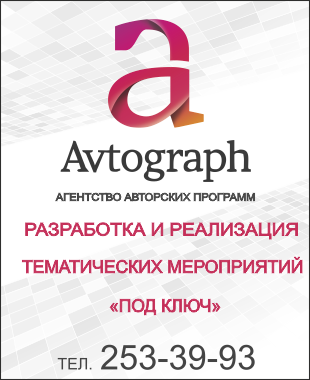 a
Avtograph
АГЕНТСТВО АВТОРСКИХ ПРОГРАММ
РАЗРАБОТКА И РЕАЛИЗАЦИЯ
ТЕМАТИЧЕСКИХ МЕРОПРИЯТИЙ
«ПОД КЛЮЧ»
ТЕЛ. 253-39-93